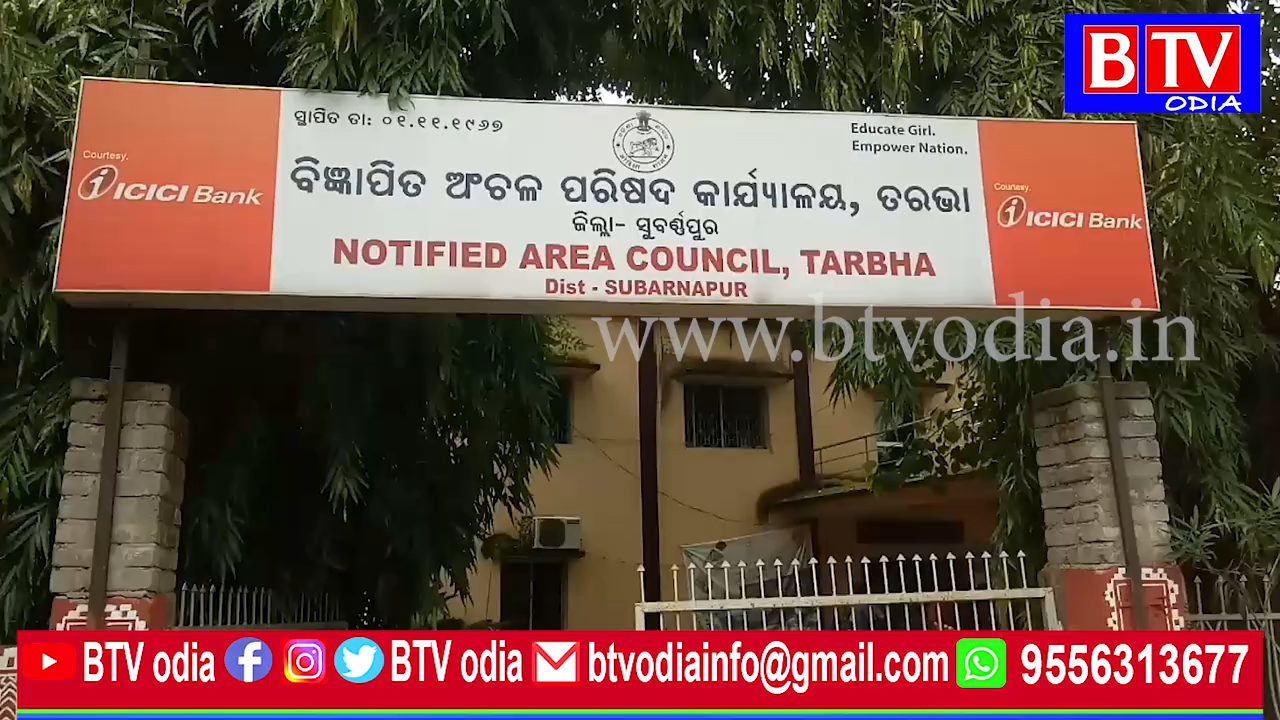 BTV
ODIA
ସ୍ଥାପିତ ତା: ୦୧.୧୧.୧୯୬୭
Educate Girl.
Empower Nation.
Courtesy,
ICICI Bank
ବିଜ୍ଞାପିତ ଅଂଚଳ ପରିଷଦ କାର୍ଯ୍ୟାଳୟ, ତରଭା
Courtesy,
ICICI Bank
ଜିଲ୍ଲା- ସୁବର୍ଣ୍ଣପୁର
NOTIFIED AREA COUNCIL, TARBHA
Dist - SUBARNAPUR
www.btvodia.in
BTV odia BTV odia btvodiainfo@gmail.com 9556313677